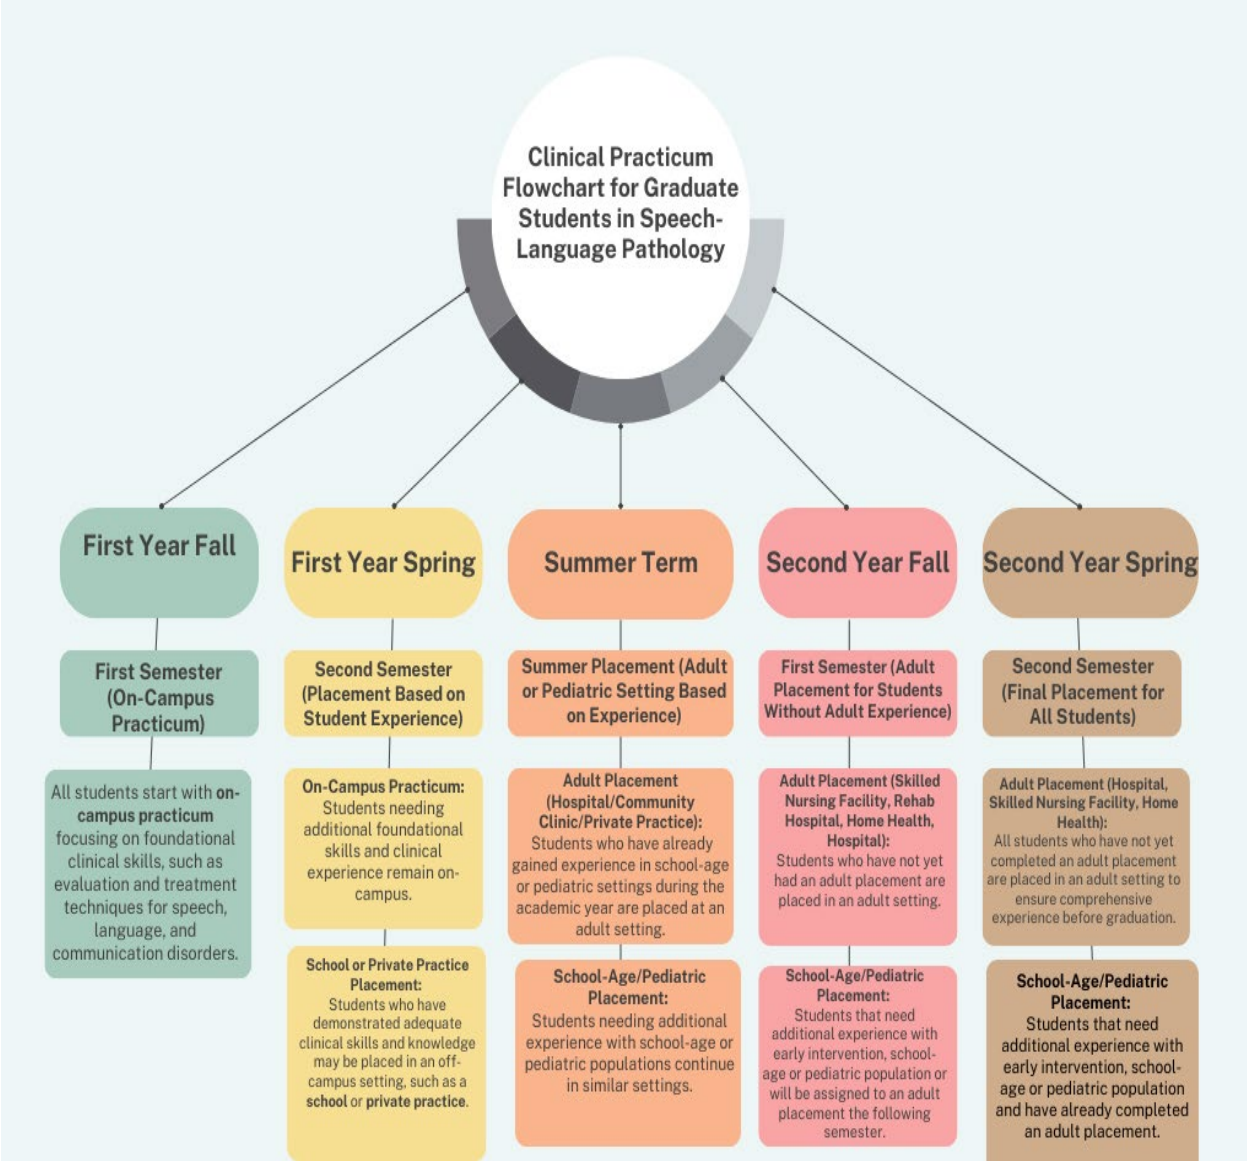 Clinical Practicum
Flowchart for Graduate
Students in Speech-
Language Pathology
First Year Fall
First Semester
(On-Campus
Practicum)
All students start with on-
campus practicum
focusing on foundational
clinical skills, such as
evaluation and treatment
techniques for speech,
language, and
communication disorders.
First Year Spring
Second Semester
(Placement Based on
Student Experience)
On-Campus Practicum:
Students needing
additional foundational
skills and clinical
experience remain on-
campus.
School or Private Practice
Placement:
Students who have
demonstrated adequate
clinical skills and knowledge
may be placed in an off-
campus setting, such as a
school or private practice.
Summer Term
Summer Placement (Adult
or Pediatric Setting Based
on Experience)
Adult Placement
(Hospital/Community
Clinic/Private Practice):
Students who have already
gained experience in school-age
or pediatric settings during the
academic year are placed at an
adult setting.
School-Age/Pediatric
Placement:
Students needing additional
experience with school-age or
pediatric populations continue
in similar settings.
Second Year Fall
First Semester (Adult
Placement for Students
Without Adult Experience)
Adult Placement (Skilled
Nursing Facility, Rehab
Hospital, Home Health,
Hospital):
Students who have not yet
had an adult placement are
placed in an adult setting.
School-Age/Pediatric
Placement:
Students that need
additional experience with
early intervention, school-
age or pediatric population or
will be assigned to an adult
placement the following
semester.
Second Year Spring
Second Semester
(Final Placement for
All Students)
Adult Placement (Hospital,
Skilled Nursing Facility, Home
Health):
All students who have not yet
completed an adult placement
are placed in an adult setting to
ensure comprehensive
experience before graduation.
School-Age/Pediatric
Placement:
Students that need
additional experience with
early intervention, school-
age or pediatric population
and have already completed
an adult placement.